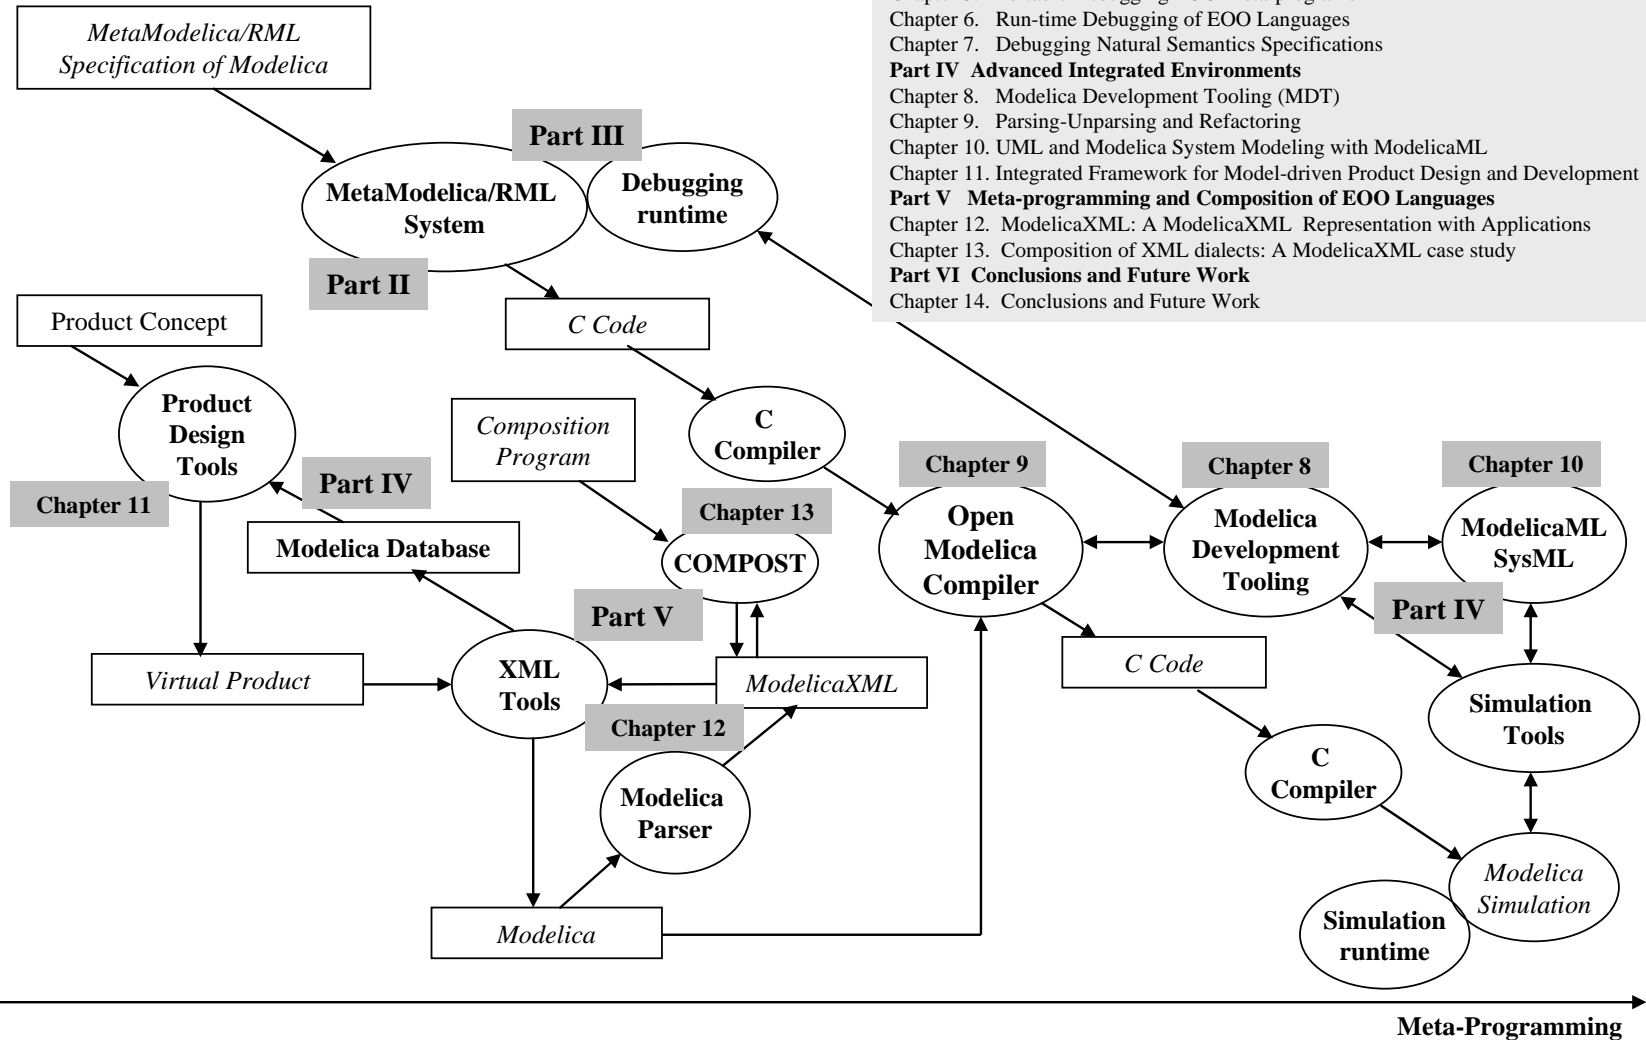 Chapter 6. Run-time Debugging of EOO Languages
Chapter 7. Debugging Natural Semantics Specifications
Part IV Advanced Integrated Environments
Chapter 8. Modelica Development Tooling (MDT)
Chapter 9. Parsing-Unparsing and Refactoring
Chapter 10. UML and Modelica System Modeling with ModelicaML
Chapter 11. Integrated Framework for Model-driven Product Design and Development
Part V Meta-programming and Composition of EOO Languages
Chapter 12. ModelicaXML: A ModelicaXML Representation with Applications
Chapter 13. Composition of XML dialects: A ModelicaXML case study
Part VI Conclusions and Future Work
Chapter 14. Conclusions and Future Work
MetaModelica/RML
Specification of Modelica
Part III
MetaModelica/RML
System
Debugging
runtime
Part II
Product Concept
C Code
Product
Design
Tools
Composition
Program
C
Compiler
Chapter 9
Chapter 8
Chapter 10
Part IV
Chapter 11
Chapter 13
Open
Modelica
Compiler
Modelica
Development
Tooling
ModelicaML
SysML
Modelica Database
COMPOST
Part V
Part IV
Virtual Product
XML
Tools
ModelicaXML
C Code
Chapter 12
Simulation
Tools
Modelica
Parser
C
Compiler
Modelica
Simulation
Modelica
Simulation
runtime
Meta-Programming